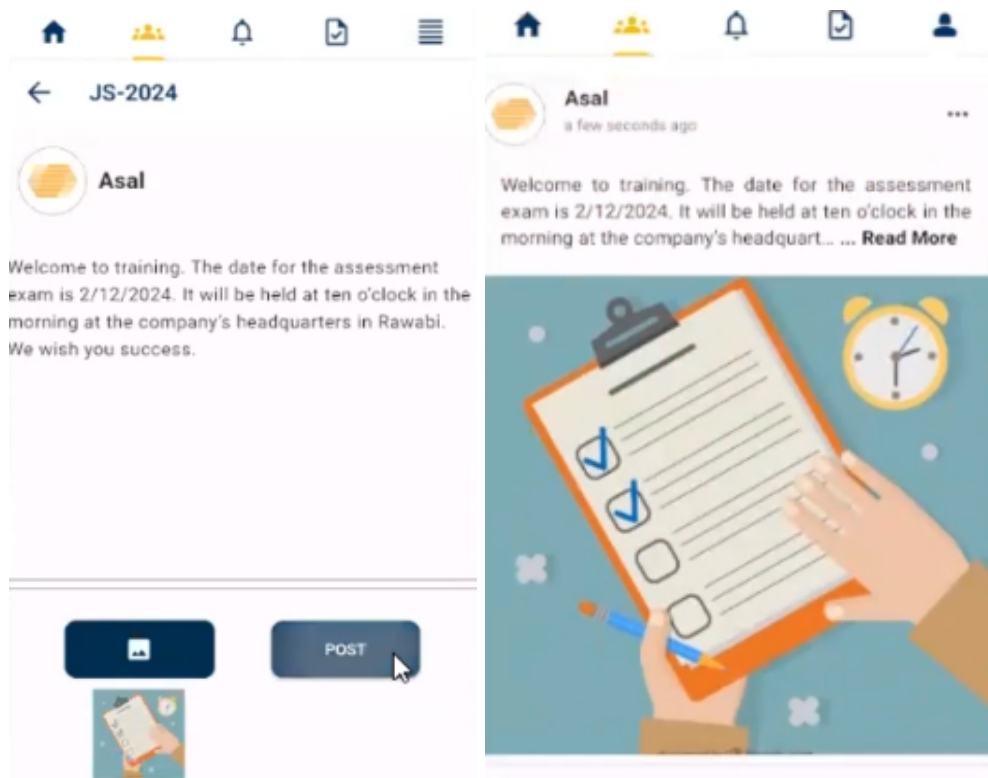 JS-2024
Asal
Welcome to training. The date for the assessment
exam is 2/12/2024. It will be held at ten o'clock in the
morning at the company's headquarters in Rawabi.
We wish you success.
POST
Asal
a few seconds ago
Welcome to training. The date for the assessment
exam is 2/12/2024. It will be held at ten o'clock in the
morning at the company's headquart... ... Read More